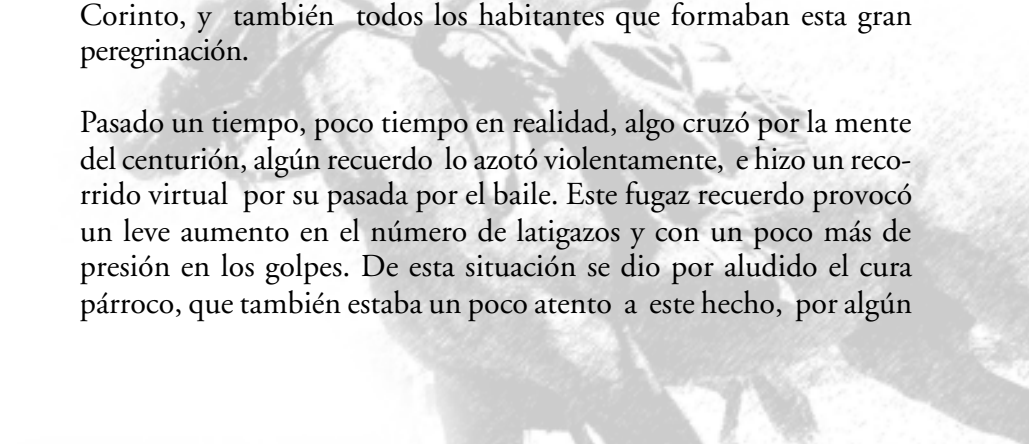 Corinto, y también todos los habitantes que formaban esta gran
peregrinación.
Pasado un tiempo, poco tiempo en realidad, algo cruzó por la mente
del centurión, algún recuerdo lo azotó violentamente, e hizo un reco-
rrido virtual por su pasada por el baile. Este fugaz recuerdo provocó
un leve aumento en el número de latigazos y con un poco más de
presión en los golpes. De esta situación se dio por aludido el cura
párroco, que también estaba un poco atento a este hecho, por algún